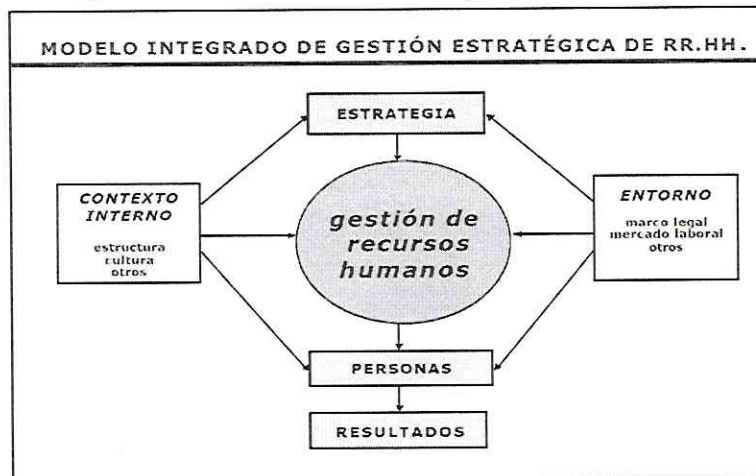 MODELO INTEGRADO DE GESTIÓN ESTRATÉGICA DE RR.HH.
ESTRATEGIA
CONTEXTO
INTERNO
estructura
cultura
otros
gestión de
recursos
humanos
ENTORNO
marco legal
mercado laboral
otros
PERSONAS
RESULTADOS